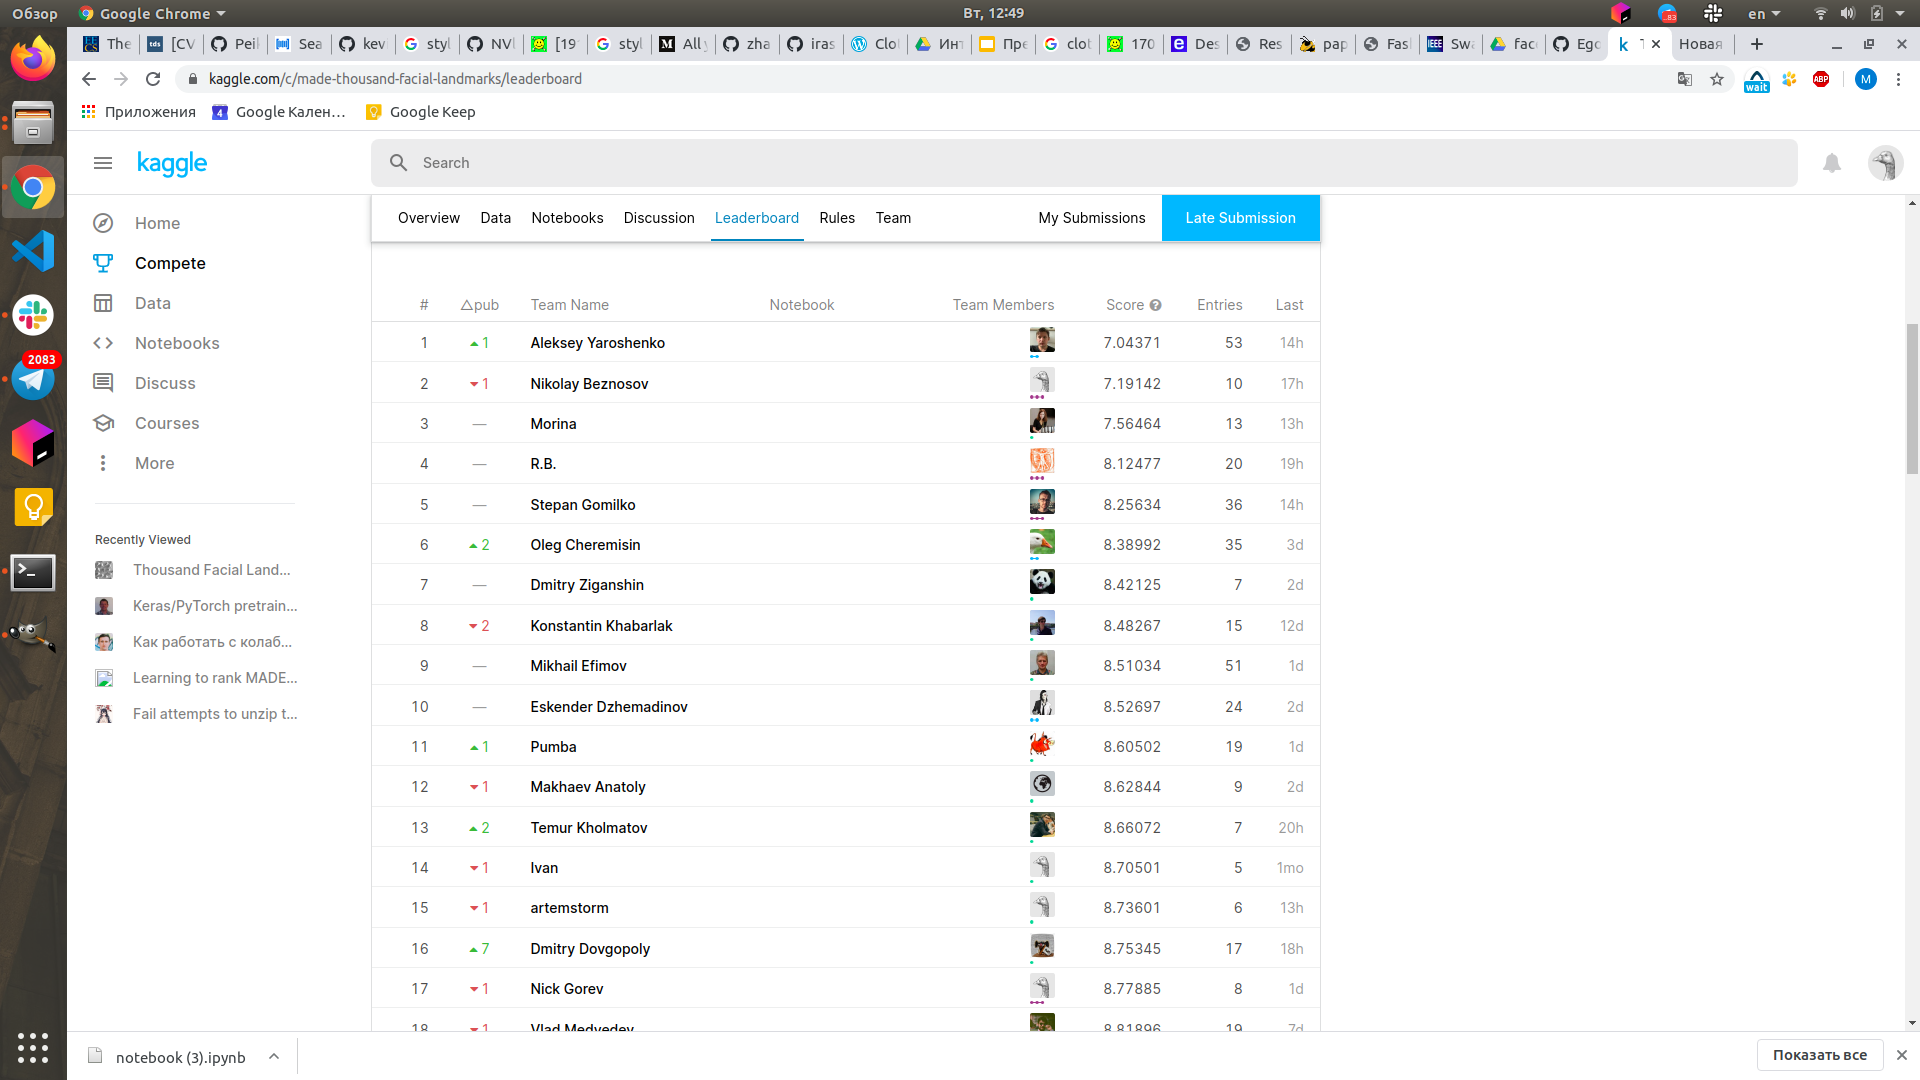 Обзор Google Chrome Вт, 12:49 83 en
The [CV Pei Sea kev styl NVl [19 styl All zha iras Clo Инт Пре clot 170 Des Res pap Fas Swa fac Ego T Новая
kaggle.com/c/made-thousand-facial-landmarks/leaderboard wait ABP M
Приложения 4 Google Кален... Google Keep
kaggle Search
Overview Data Notebooks Discussion Leaderboard Rules Team My Submissions Late Submission
Home
Compete
Data
Notebooks
Discuss
Courses
More
2083
Recently Viewed
Thousand Facial Land...
Keras/PyTorch pretrain...
Как работать с колаб...
Learning to rank MADE...
Fail attempts to unzip t...
# △pub Team Name Notebook Team Members Score Entries Last
1 1 Aleksey Yaroshenko 7.04371 53 14h
2 1 Nikolay Beznosov 7.19142 10 17h
3 — Morina 7.56464 13 13h
4 — R.B. 8.12477 20 19h
5 — Stepan Gomilko 8.25634 36 14h
6 2 Oleg Cheremisin 8.38992 35 3d
7 — Dmitry Ziganshin 8.42125 7 2d
8 2 Konstantin Khabarlak 8.48267 15 12d
9 — Mikhail Efimov 8.51034 51 1d
10 — Eskender Dzhemadinov 8.52697 24 2d
11 1 Pumba 8.60502 19 1d
12 1 Makhaev Anatoly 8.62844 9 2d
13 2 Temur Kholmatov 8.66072 7 20h
14 1 Ivan 8.70501 5 1mo
15 1 artemstorm 8.73601 6 13h
16 7 Dmitry Dovgopoly 8.75345 17 18h
17 1 Nick Gorev 8.77885 8 1d
18 1 Vlad Medvedev 8.81896 19 7d
notebook (3).ipynb Показать все